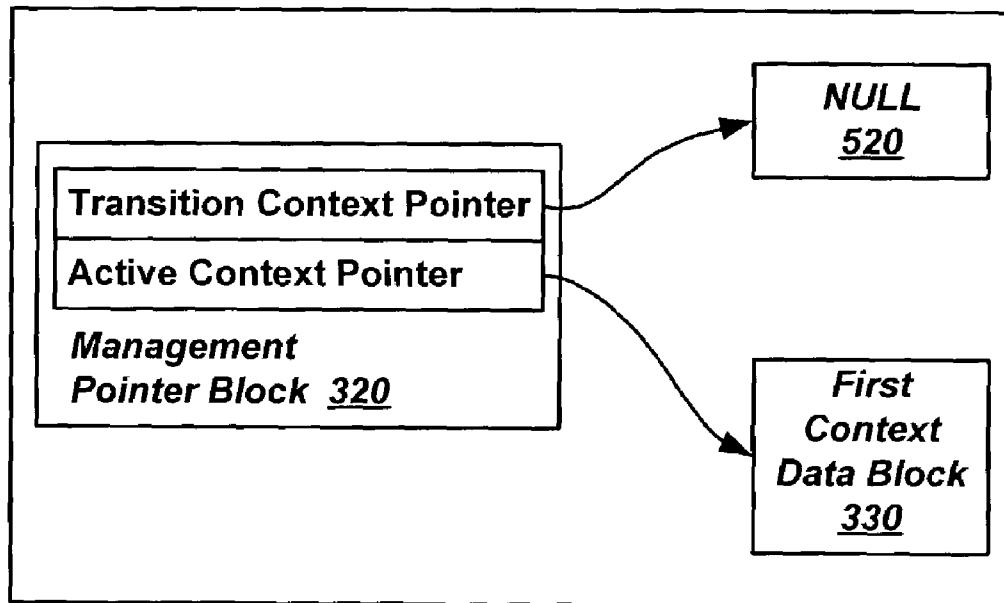 NULL
520
Transition Context Pointer
Active Context Pointer
Management
Pointer Block 320
First
Context
Data Block
330